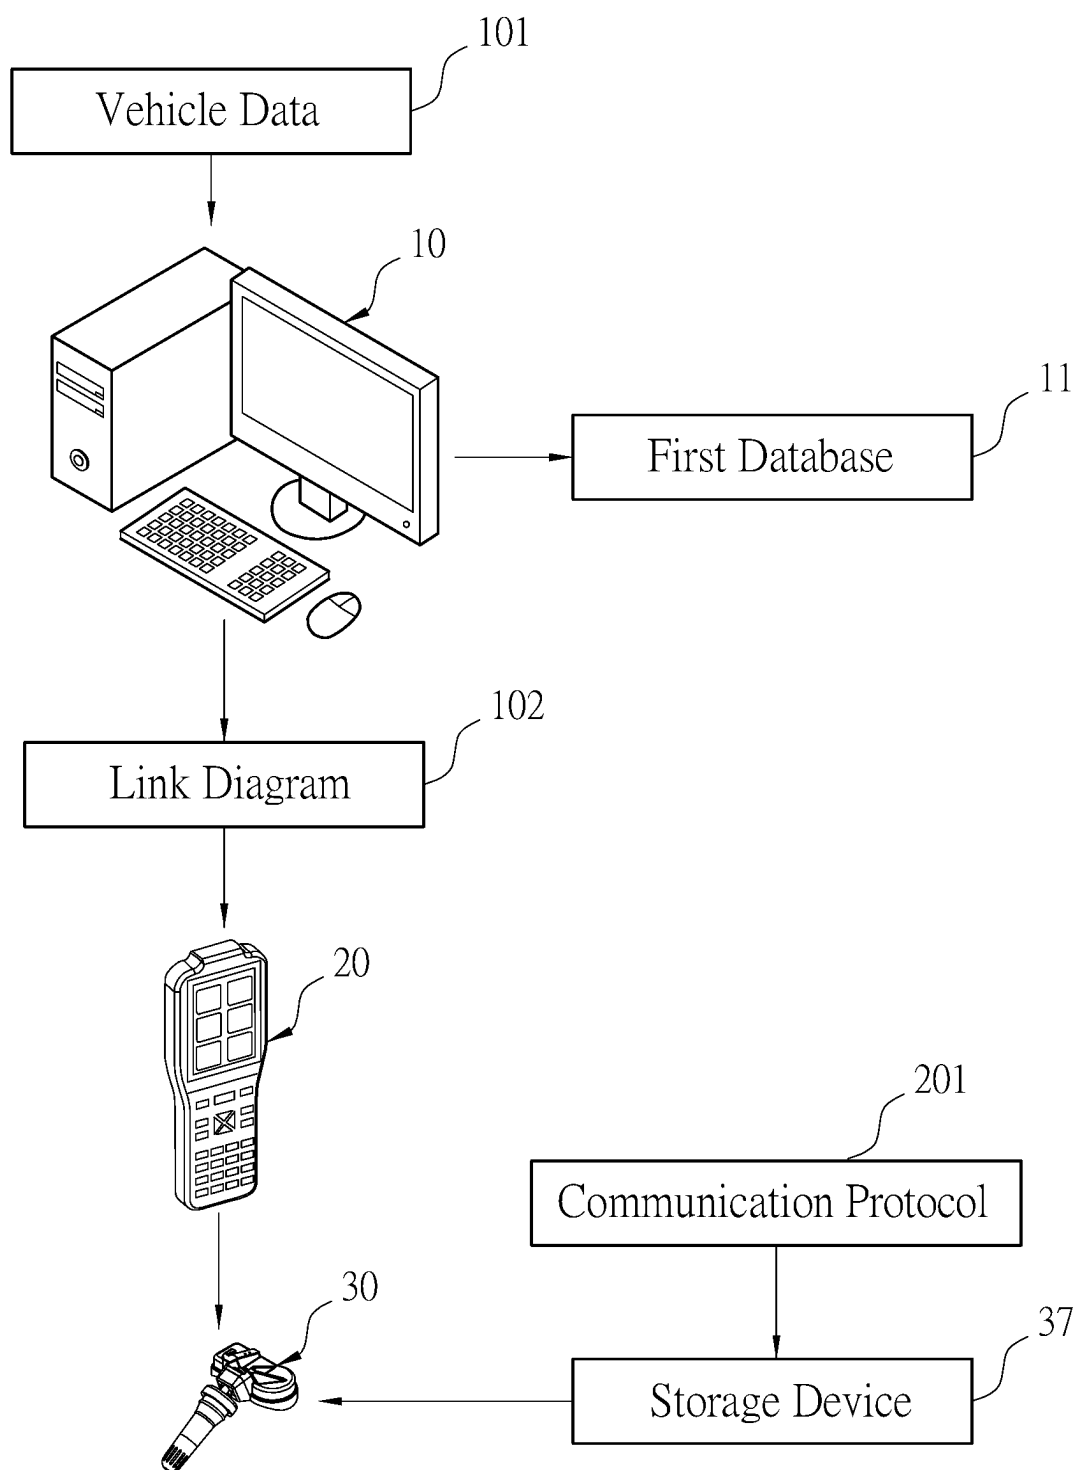 101
Vehicle Data
10
11
First Database
102
Link Diagram
20
201
Communication Protocol
30
37
Storage Device